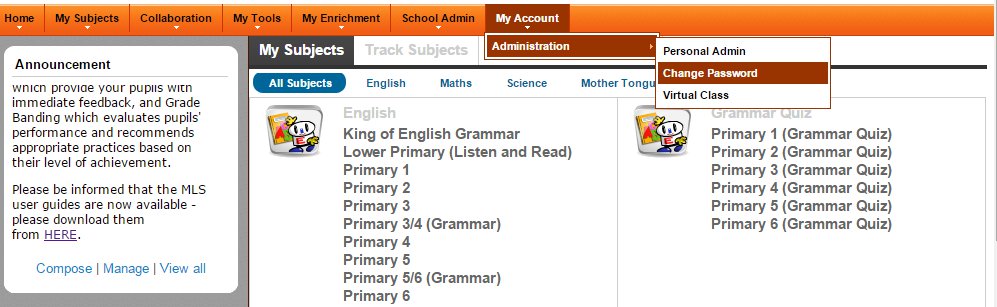 Home
My Subjects
Collaboration
My Tools
My Enrichment
School Admin
My Account
Administration
Personal Admin
Change Password
Virtual Class
Announcement
which provide your pupils with
immediate feedback, and Grade
Banding which evaluates pupils'
performance and recommends
appropriate practices based on
their level of achievement.
Please be informed that the MLS
user guides are now available -
please download them
from HERE.
Compose | Manage | View all
My Subjects
Track Subjects
All Subjects
English
Maths
Science
Mother Tongu
English
King of English Grammar
Lower Primary (Listen and Read)
Primary 1
Primary 2
Primary 3
Primary 3/4 (Grammar)
Primary 4
Primary 5
Primary 5/6 (Grammar)
Primary 6
Grammar Quiz
Primary 1 (Grammar Quiz)
Primary 2 (Grammar Quiz)
Primary 3 (Grammar Quiz)
Primary 4 (Grammar Quiz)
Primary 5 (Grammar Quiz)
Primary 6 (Grammar Quiz)